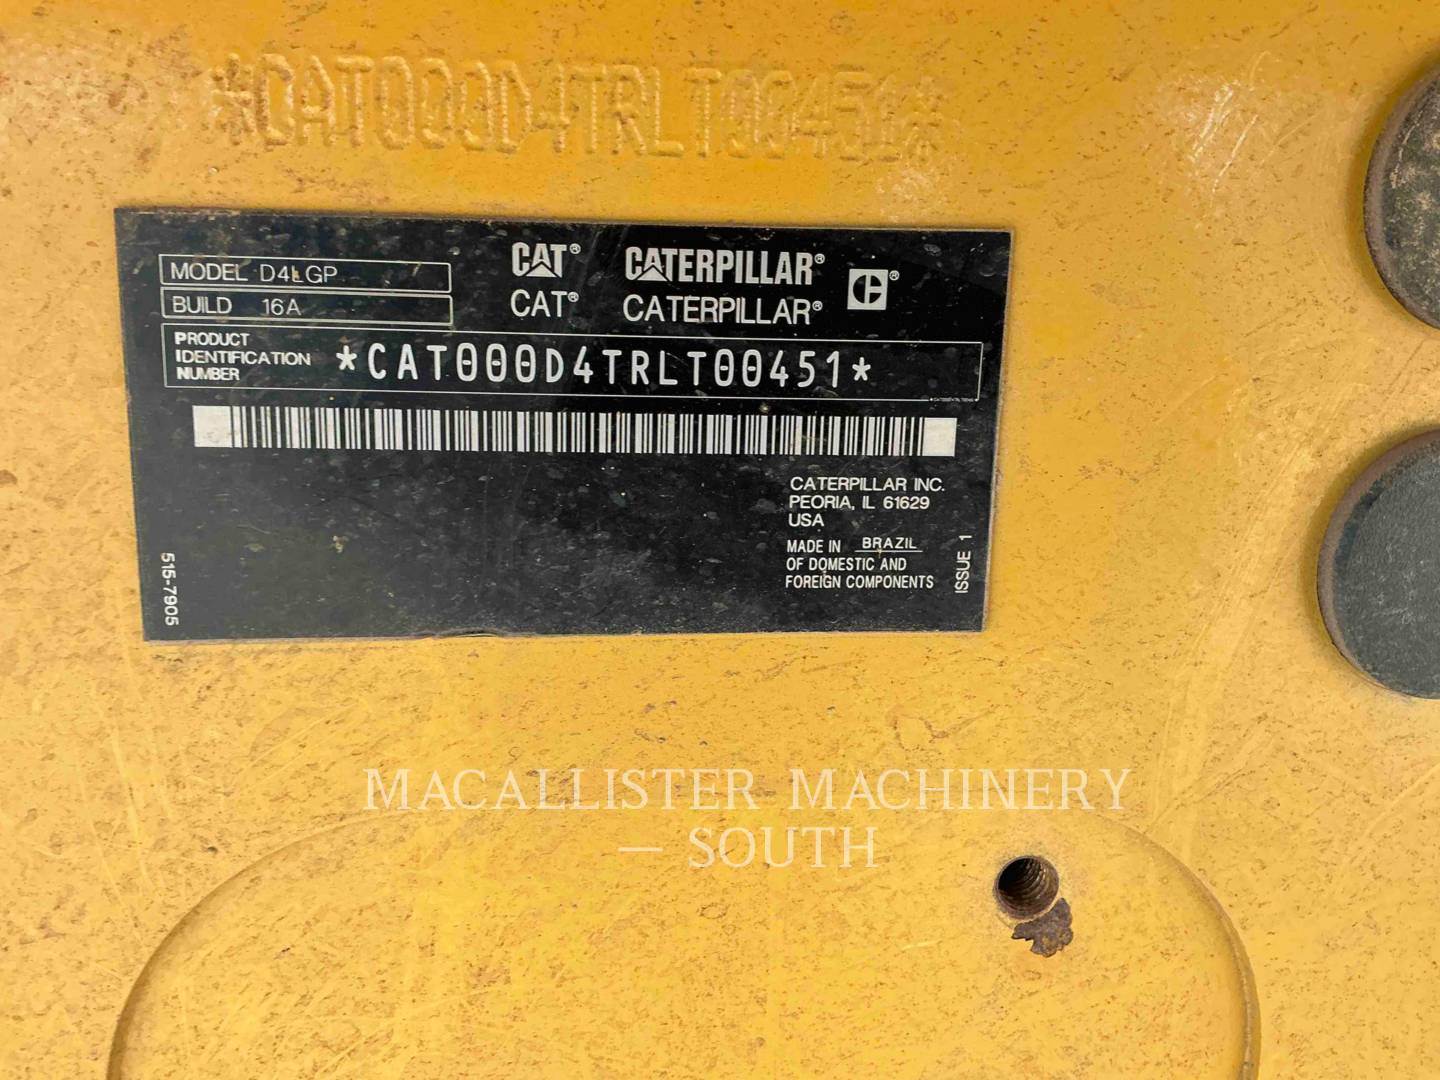 *CAT000D4TRLT00451*
MODEL D4LGP
BUILD 16A
CAT® CATERPILLAR® ®
CAT® CATERPILLAR®
PRODUCT
IDENTIFICATION
NUMBER
*CAT000D4TRLT00451*
CATERPILLAR INC.
PEORIA, IL 61629
USA
MADE IN BRAZIL
OF DOMESTIC AND
FOREIGN COMPONENTS
515-7905
ISSUE 1
MACALLISTER MACHINERY
— SOUTH